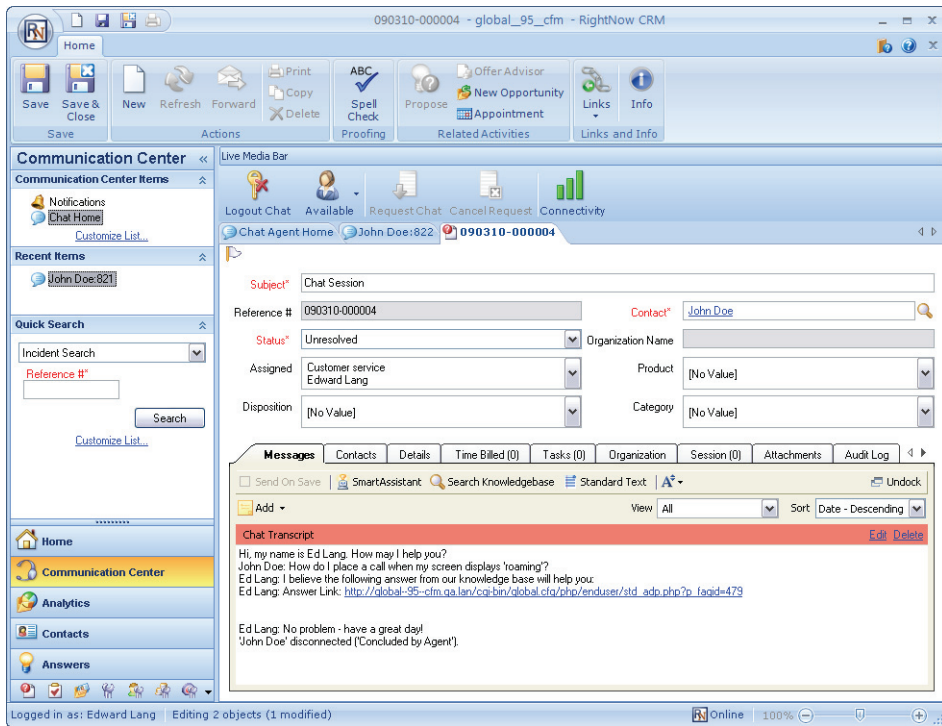 090310-000004 - global__95__cfm - RightNow CRM
RN
Home
Save
Save & Close
New
Refresh
Forward
Print
Copy
Delete
ABC
Spell Check
Propose
Offer Advisor
New Opportunity
Appointment
Links
Info
Save
Actions
Proofing
Related Activities
Links and Info
Communication Center «
Communication Center Items
Notifications
Chat Home
Customize List...
Recent Items
John Doe:821
Quick Search
Incident Search
Reference #*
Search
Customize List...
Home
Communication Center
Analytics
Contacts
Answers
Live Media Bar
Logout Chat
Available
Request Chat
Cancel Request
Connectivity
Chat Agent Home
John Doe:822
090310-000004
Subject* Chat Session
Reference # 090310-000004
Contact* John Doe
Status* Unresolved
Organization Name
Assigned Customer service
Edward Lang
Product [No Value]
Disposition [No Value]
Category [No Value]
Messages
Contacts
Details
Time Billed (0)
Tasks (0)
Organization
Session (0)
Attachments
Audit Log
Send On Save
SmartAssistant
Search Knowledgebase
Standard Text
A
Undock
Add
View All
Sort Date - Descending
Chat Transcript
Edit Delete
Hi, my name is Ed Lang. How may I help you?
John Doe: How do I place a call when my screen displays 'roaming'?
Ed Lang: I believe the following answer from our knowledge base will help you:
Ed Lang: Answer Link: http://global--95--cfm.qa.lan/cgi-bin/global.cfg/php/enduser/std_adp.php?p_faqid=479
Ed Lang: No problem - have a great day!
'John Doe' disconnected ('Concluded by Agent').
Logged in as: Edward Lang
Editing 2 objects (1 modified)
RN Online
100%